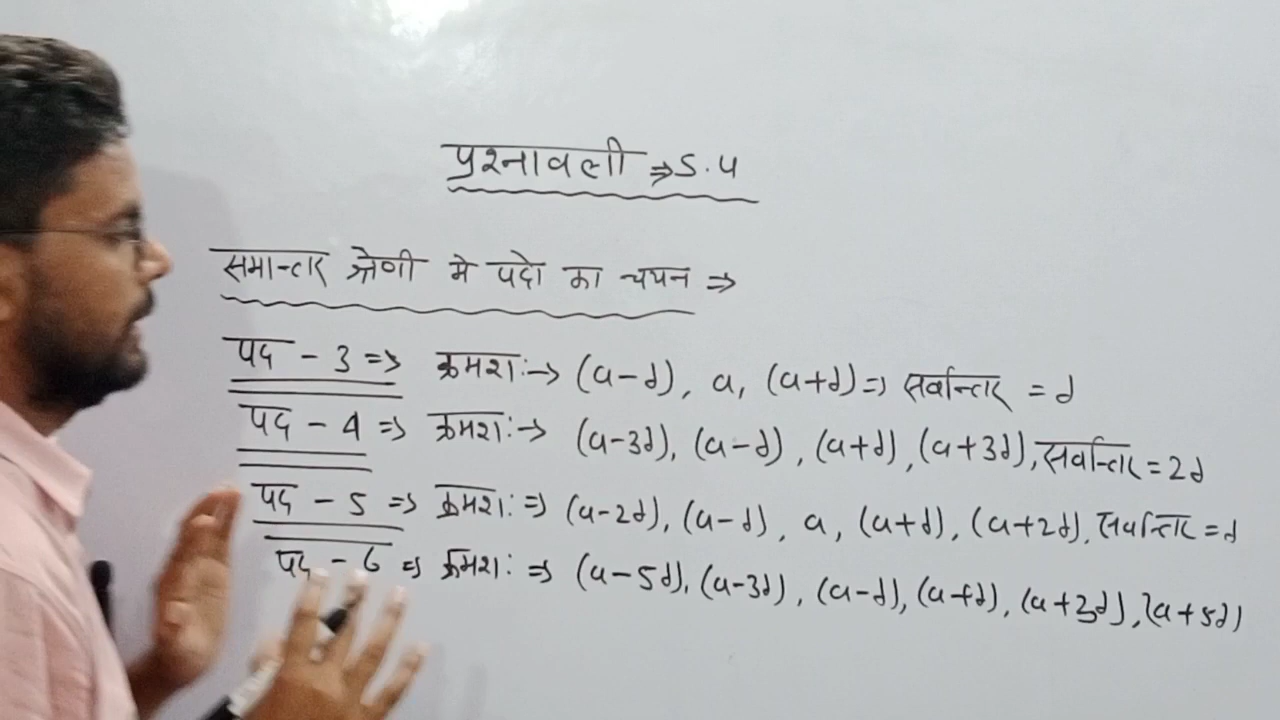 प्रश्नावली ⇒ 5.4
समान्तर श्रेणी मे पदो का चयन ⇒
पद - 3 => क्रमश:-> (a-d), a, (a+d) => सर्वान्तर = d
पद - 4 => क्रमश:-> (a-3d), (a-d), (a+d), (a+3d), सर्वान्तर = 2d
पद - 5 => क्रमश: => (a-2d), (a-d), a, (a+d), (a+2d), सर्वान्तर = d
पद - 6 => क्रमश: => (a-5d), (a-3d), (a-d), (a+d), (a+3d), (a+5d)